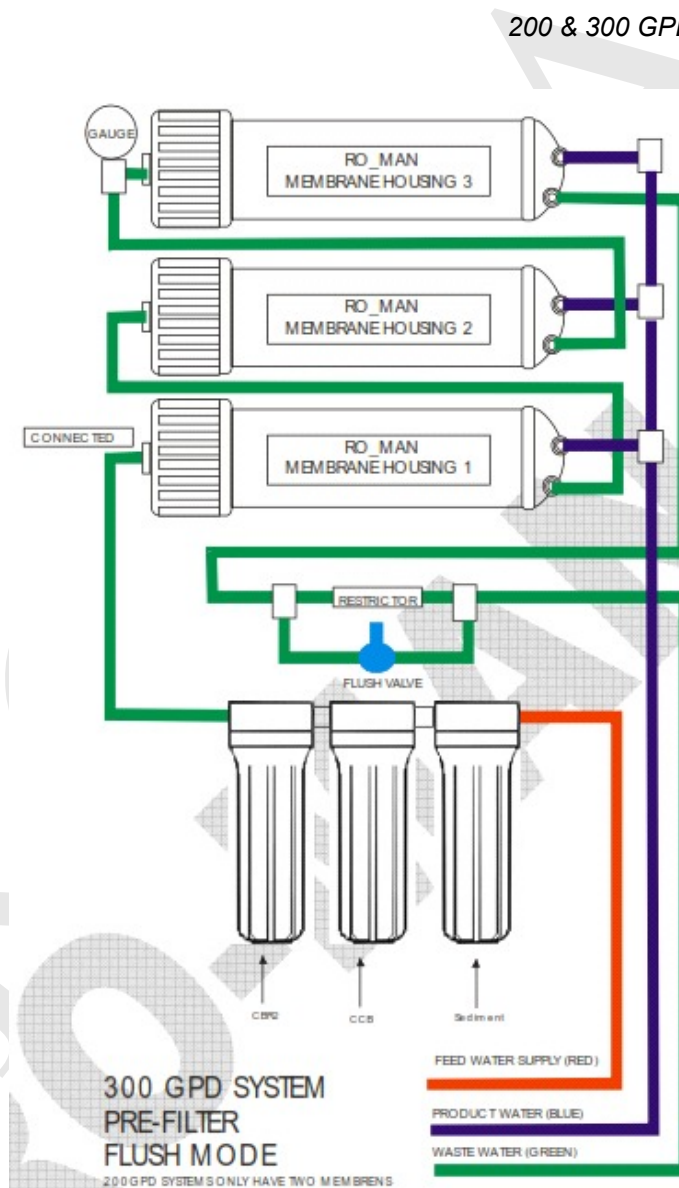 200 & 300 GP
GAUGE
RO_MAN
MEMBRANE HOUSING 3
RO_MAN
MEMBRANE HOUSING 2
CONNECTED
RO_MAN
MEMBRANE HOUSING 1
RESTRICTOR
FLUSH VALVE
CCB
Sediment
FEED WATER SUPPLY (RED)
300 GPD SYSTEM
PRE-FILTER
FLUSH MODE
PRODUCT WATER (BLUE)
WASTE WATER (GREEN)
200 GPD SYSTEMS ONLY HAVE TWO MEMBRENS